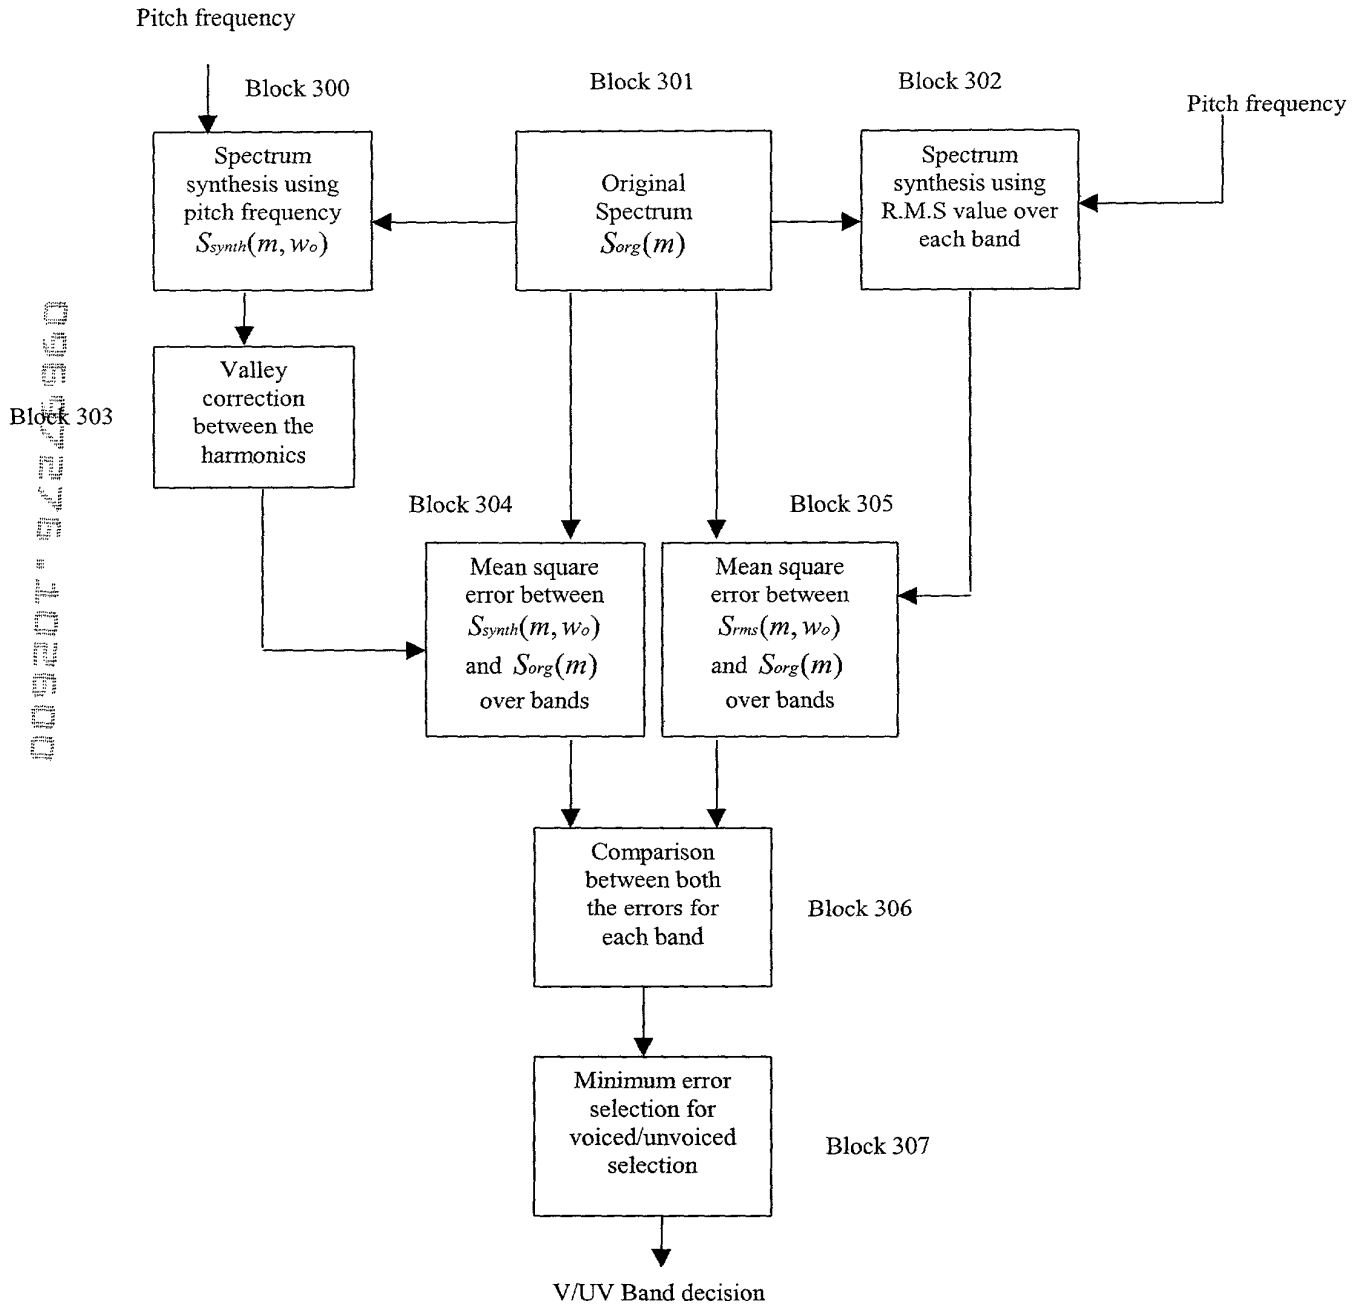 Pitch frequency
Block 300
Block 301
Block 302
Pitch frequency
Spectrum
synthesis using
pitch frequency
Ssynth(m, wo)
Original
Spectrum
Sorg(m)
Spectrum
synthesis using
R.M.S value over
each band
Block 303
Valley
correction
between the
harmonics
Block 304
Block 305
Mean square
error between
Ssynth(m, wo)
and Sorg(m)
over bands
Mean square
error between
Srms(m, wo)
and Sorg(m)
over bands
Comparison
between both
the errors for
each band
Block 306
Minimum error
selection for
voiced/unvoiced
selection
Block 307
V/UV Band decision
09697276 . 102600